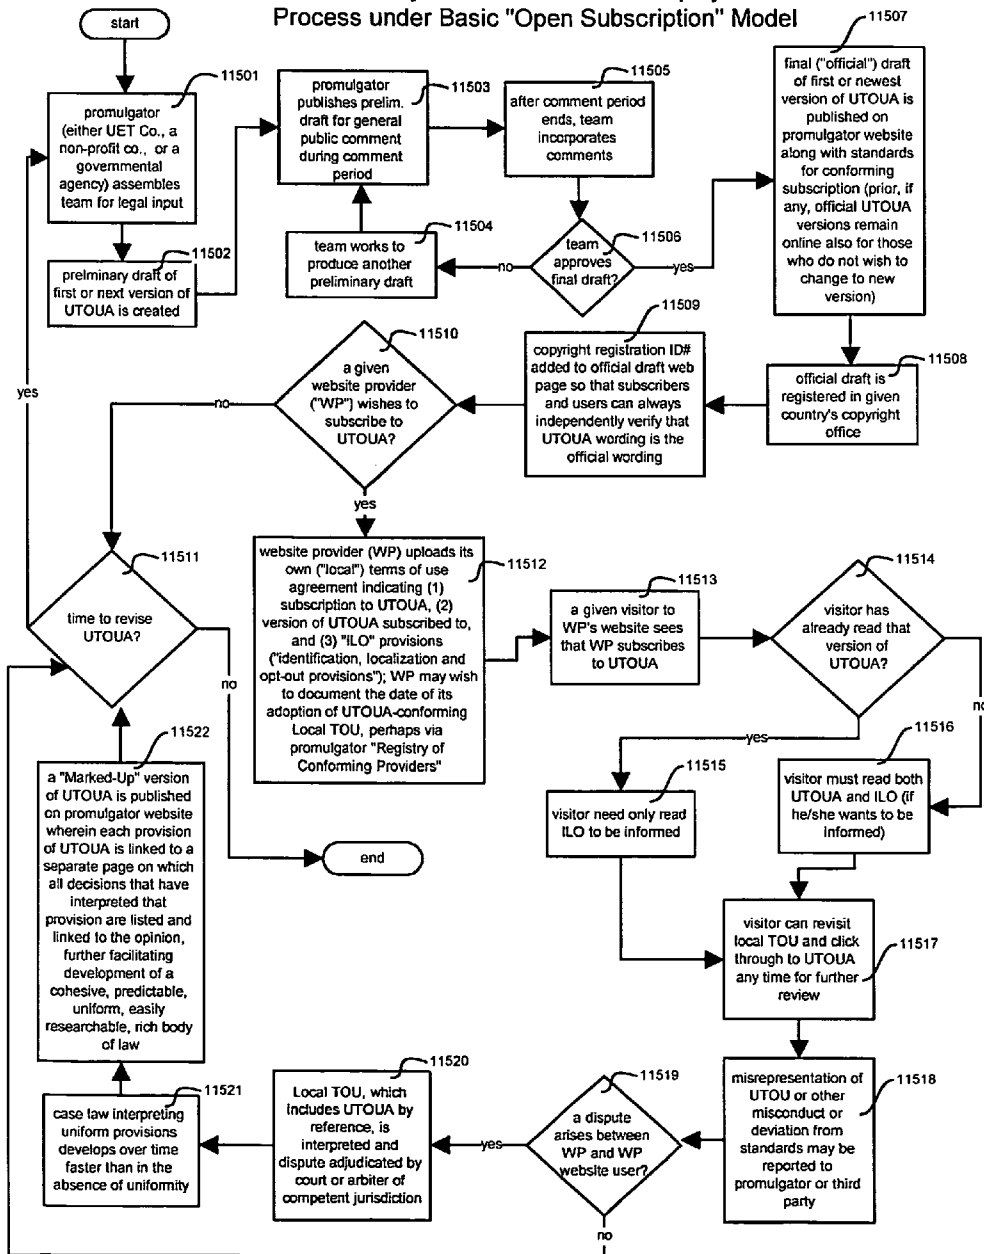 Process under Basic "Open Subscription" Model
start
11501
promulgator
(either UET Co., a
non-profit co., or a
governmental
agency) assembles
team for legal input
11502
prelminary draft of
first or next version of
UTOUA is created
11503
promulgator
publishes prelim.
draft for general
public comment
during comment
period
11504
team works to
produce another
preliminary draft
11505
after comment period
ends, team
incorporates
comments
11506
team
approves
final draft?
no
yes
11507
final ("official") draft
of first or newest
version of UTOUA is
published on
promulgator website
along with standards
for conforming
subscription (prior, if
any, official UTOUA
versions remain
online also for those
who do not wish to
change to new
version)
11508
official draft is
registered in given
country's copyright
office
11509
copyright registration ID#
added to official draft web
page so that subscribers
and users can always
independently verify that
UTOUA wording is the
official wording
11510
a given
website provider
("WP") wishes to
subscribe to
UTOUA?
no
yes
yes
11511
time to revise
UTOUA?
no
end
11512
website provider (WP) uploads its
own ("local") terms of use
agreement indicating (1)
subscription to UTOUA, (2)
version of UTOUA subscribed to,
and (3) "ILO" provisions
("identification, localization and
opt-out provisions"); WP may wish
to document the date of its
adoption of UTOUA-conforming
Local TOU, perhaps via
promulgator "Registry of
Conforming Providers"
11513
a given visitor to
WP's website sees
that WP subscribes
to UTOUA
11514
visitor has
already read that
version of
UTOUA?
yes
no
11515
visitor need only read
ILO to be informed
11516
visitor must read both
UTOUA and ILO (if
he/she wants to be
informed)
11517
visitor can revisit
local TOU and click
through to UTOUA
any time for further
review
11518
misrepresentation of
UTOU or other
misconduct or
deviation from
standards may be
reported to
promulgator or third
party
11519
a dispute
arises between
WP and WP
website user?
yes
no
11520
Local TOU, which
includes UTOUA by
reference, is
interpreted and
dispute adjudicated by
court or arbiter of
competent jurisdiction
11521
case law interpreting
uniform provisions
develops over time
faster than in the
absence of uniformity
11522
a "Marked-Up" version
of UTOUA is published
on promulgator website
wherein each provision
of UTOUA is linked to a
separate page on which
all decisions that have
interpreted that
provision are listed and
linked to the opinion,
further facilitating
development of a
cohesive, predictable,
uniform, easily
researchable, rich body
of law